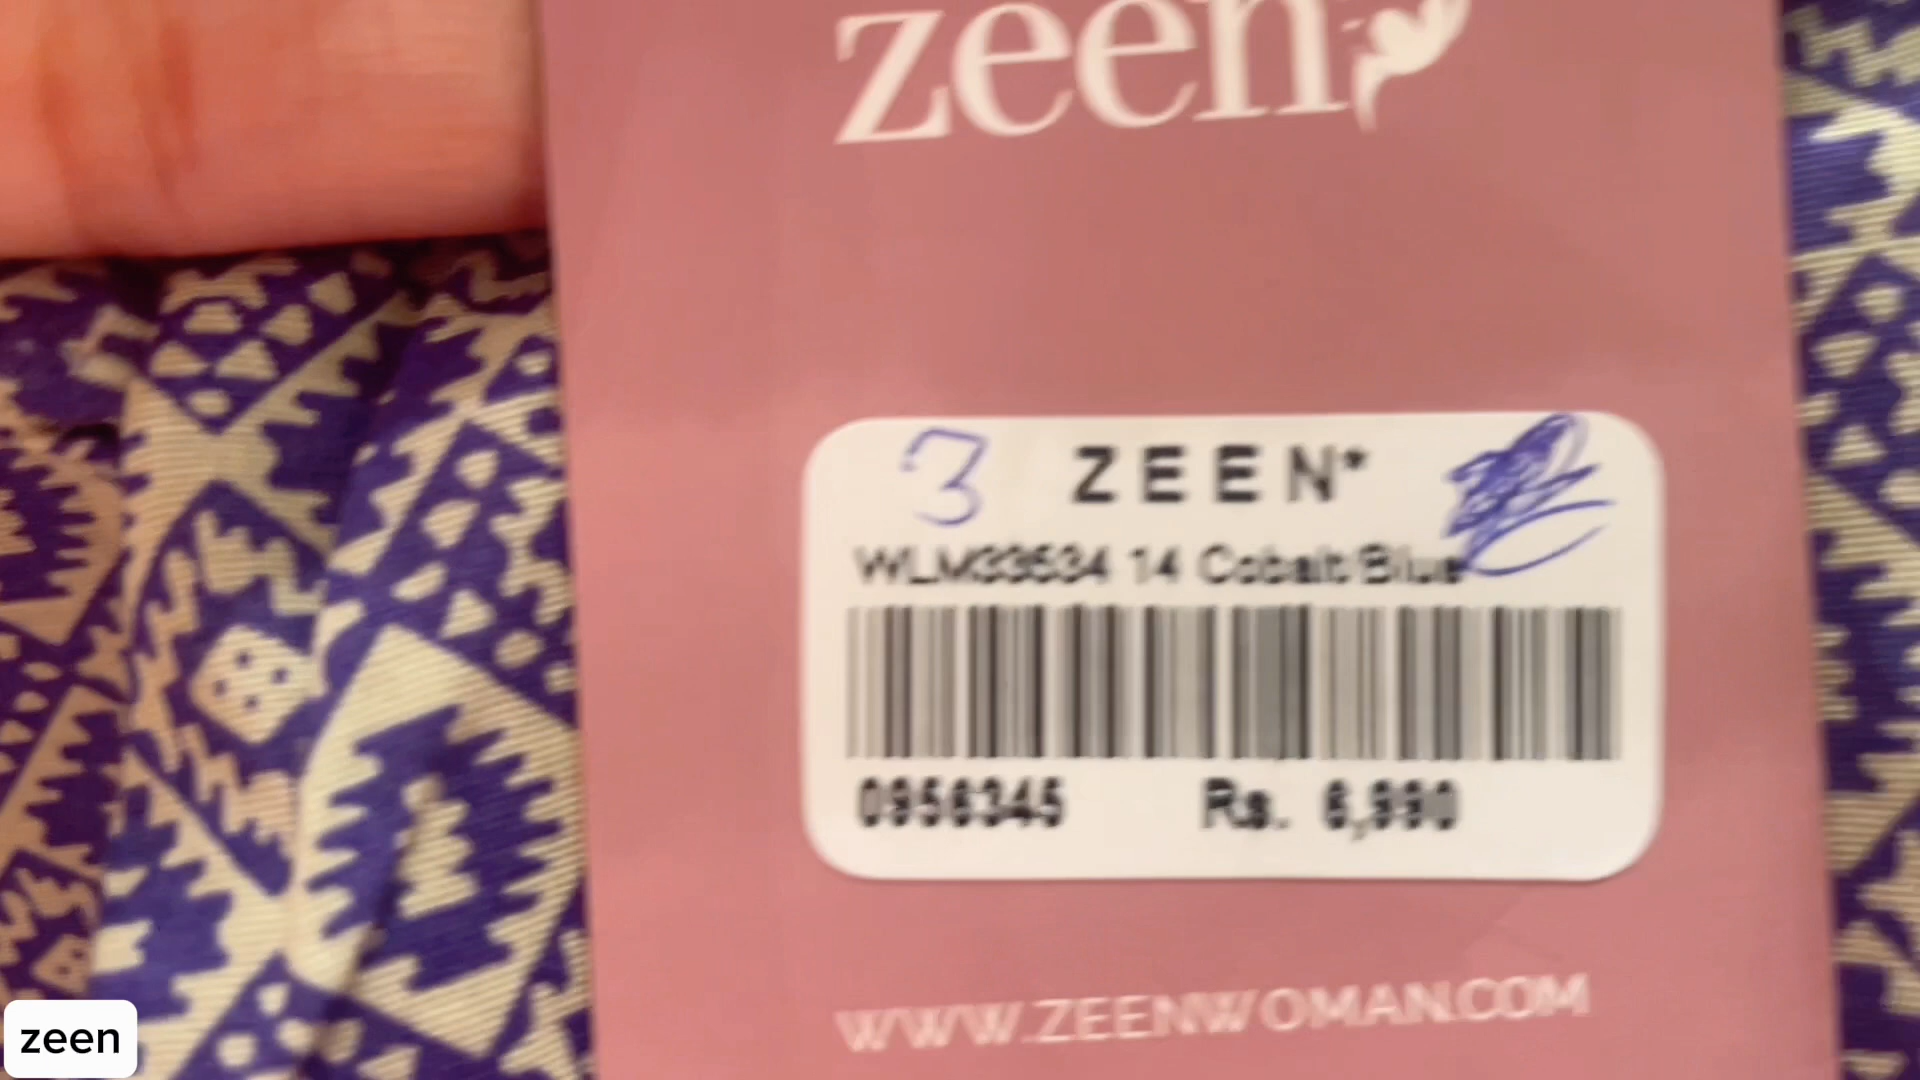 zeen
3 ZEEN*
WLM33534 14 Cobalt Blue
0956345 Rs. 6,990
WWW.ZEENWOMAN.COM
zeen